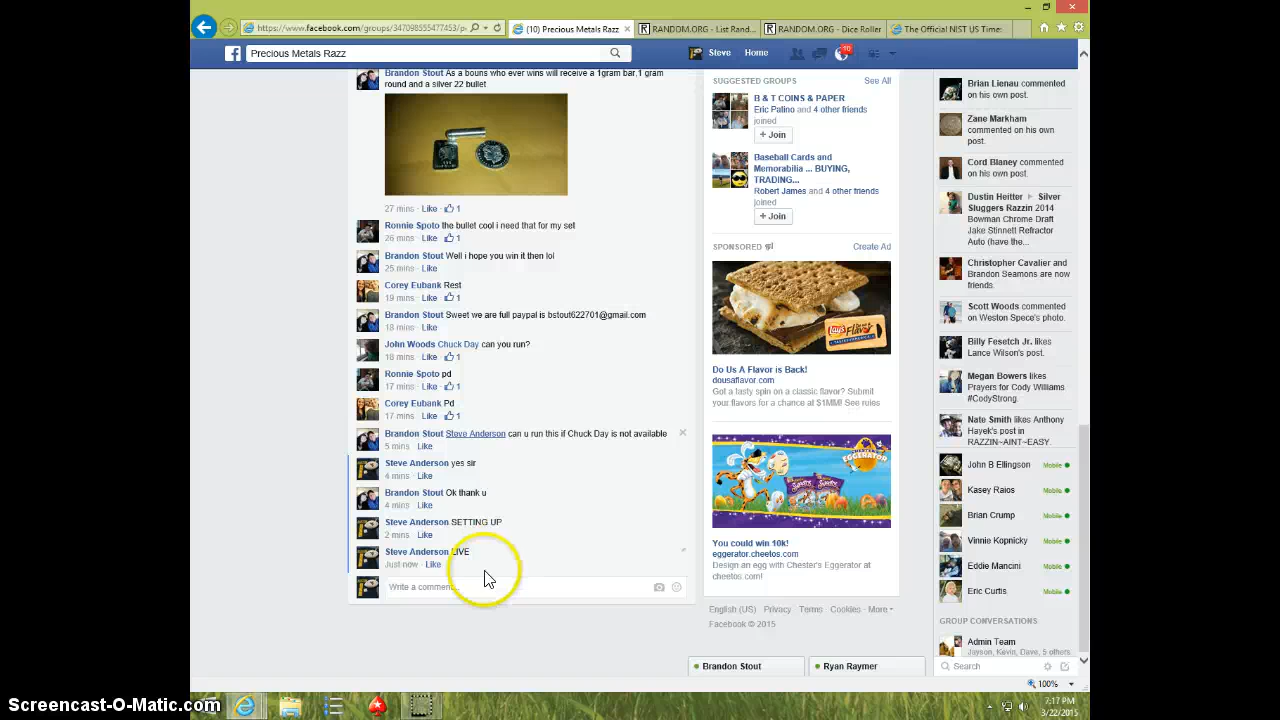 https://www.facebook.com/groups/347098555477453/p
(10) Precious Metals Razz
RANDOM.ORG - List Rand...
RANDOM.ORG - Dice Roller
The Official NIST US Time:
Precious Metals Razz
Steve
Home
10
Brandon Stout As a bouns who ever wins will receive a 1gram bar,1 gram
round and a silver 22 bullet
27 mins · Like · 1
Ronnie Spoto the bullet cool i need that for my set
26 mins · Like · 1
Brandon Stout Well i hope you win it then lol
25 mins · Like
Corey Eubank Rest
19 mins · Like · 1
Brandon Stout Sweet we are full paypal is bstout622701@gmail.com
18 mins · Like
John Woods Chuck Day can you run?
18 mins · Like · 1
Ronnie Spoto pd
17 mins · Like · 1
Corey Eubank Pd
17 mins · Like · 1
Brandon Stout Steve Anderson can u run this if Chuck Day is not available
5 mins · Like
Steve Anderson yes sir
4 mins · Like
Brandon Stout Ok thank u
4 mins · Like
Steve Anderson SETTING UP
2 mins · Like
Steve Anderson LIVE
Just now · Like
Write a comment...
SUGGESTED GROUPS
See All
B & T COINS & PAPER
Eric Patino and 4 other friends
joined
+ Join
Baseball Cards and
Memorabilia ... BUYING,
TRADING...
Robert James and 4 other friends
joined
+ Join
SPONSORED
Create Ad
Lay's
Do Us A Flavor is Back!
dousaflavor.com
Got a tasty spin on a classic flavor? Submit
your flavors for a chance at $1MM! See rules
EGGERATOR
You could win 10k!
eggerator.cheetos.com
Design an egg with Chester's Eggerator at
cheetos.com!
English (US) Privacy Terms Cookies More
Facebook © 2015
Brian Lienau commented
on his own post.
Zane Markham
commented on his own
post.
Cord Blaney commented
on his own post.
Dustin Heitter ▸ Silver
Sluggers Razzin 2014
Bowman Chrome Draft
Jake Stinnett Refractor
Auto (have the...
Christopher Cavalier and
Brandon Seamons are now
friends.
Scott Woods commented
on Weston Spece's photo.
Billy Fesetch Jr. likes
Lance Wilson's post.
Megan Bowers likes
Prayers for Cody Williams
#CodyStrong.
Nate Smith likes Anthony
Hayek's post in
RAZZIN~AINT~EASY.
John B Ellingson Mobile
Kasey Raios Mobile
Brian Crump Mobile
Vinnie Kopnicky Mobile
Eddie Mancini Mobile
Eric Curtis Mobile
GROUP CONVERSATIONS
Admin Team
Jayson, Kevin, Dave, 5 others
Search
Brandon Stout
Ryan Raymer
100%
7:17 PM
3/22/2015
Screencast-O-Matic.com